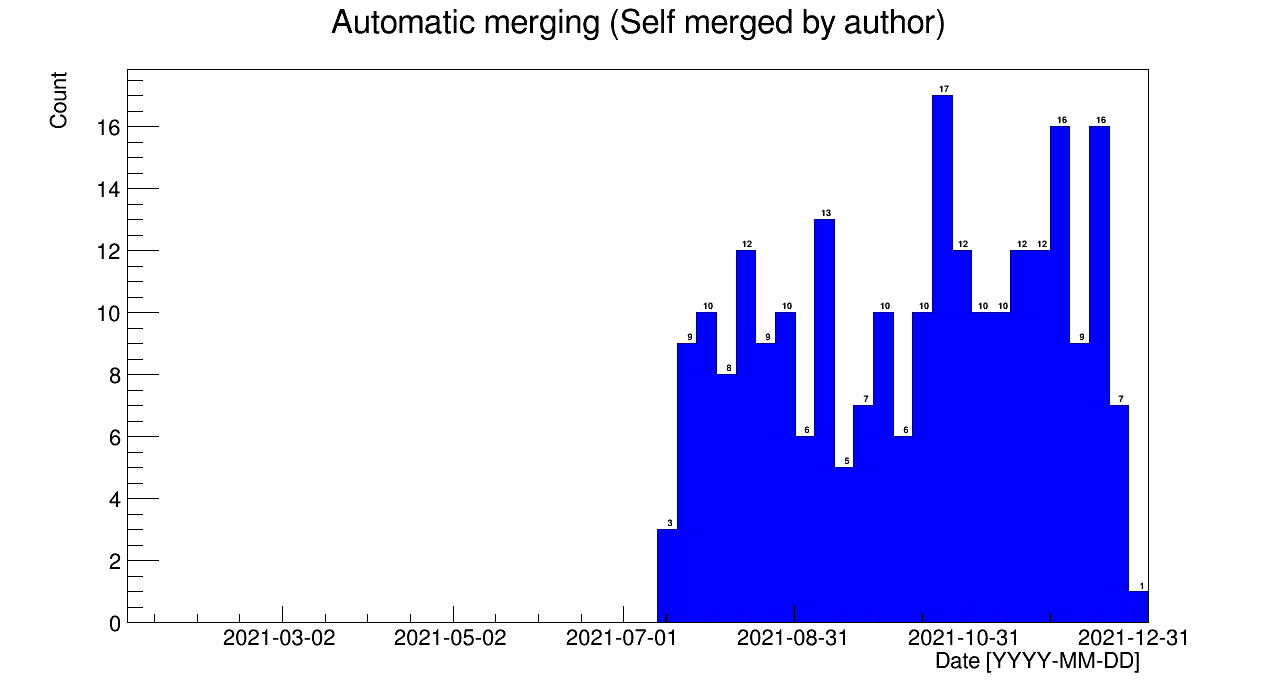 Automatic merging (Self merged by author)
Count
17
16 16 16
14
13
12 12 12 12 12
10 10 10 10 10 10 10
9 9 9
8 8
7 7
6 6 6
5
4
3
2
1
0
2021-03-02 2021-05-02 2021-07-01 2021-08-31 2021-10-31 2021-12-31
Date [YYYY-MM-DD]